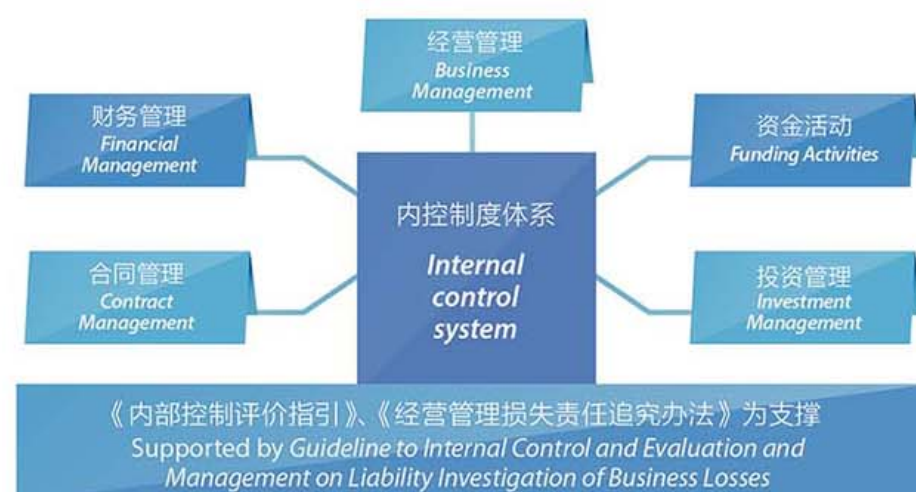 经营管理
Business
Management
财务管理
Financial
Management
资金活动
Funding Activities
内控制度体系
Internal
control
system
合同管理
Contract
Management
投资管理
Investment
Management
《内部控制评价指引》、《经营管理损失责任追究办法》为支撑
Supported by Guideline to Internal Control and Evaluation and
Management on Liability Investigation of Business Losses